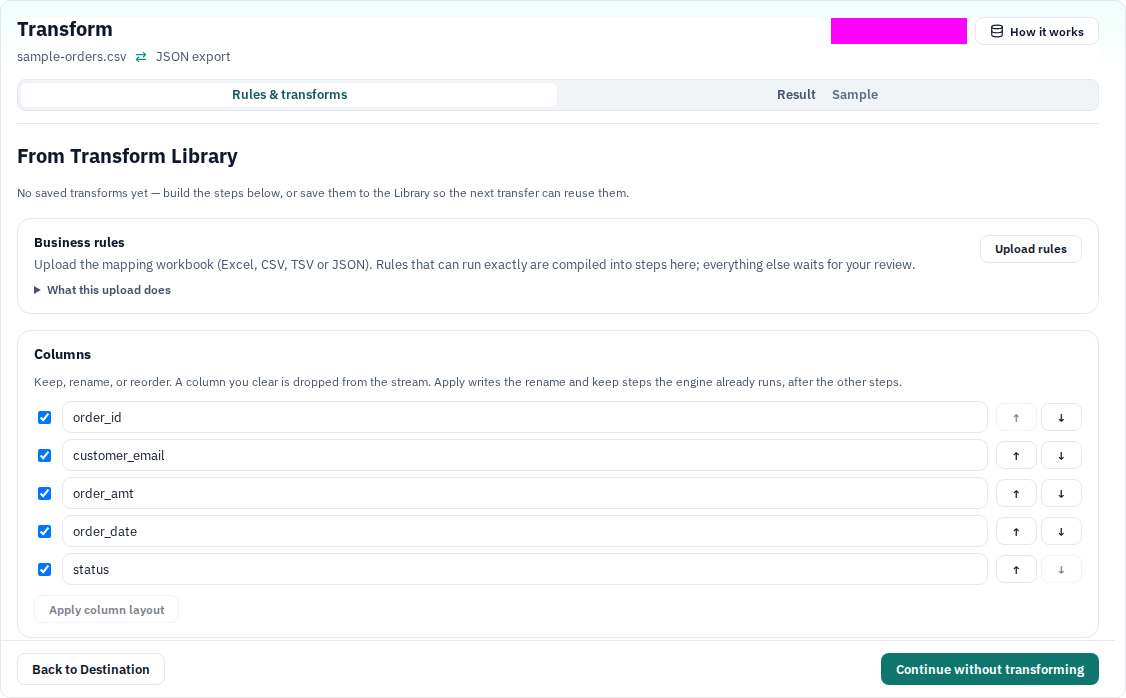 Transform
How it works
sample-orders.csv ⇄ JSON export
Rules & transforms
Result Sample
From Transform Library
No saved transforms yet — build the steps below, or save them to the Library so the next transfer can reuse them.
Business rules
Upload rules
Upload the mapping workbook (Excel, CSV, TSV or JSON). Rules that can run exactly are compiled into steps here; everything else waits for your review.
▶ What this upload does
Columns
Keep, rename, or reorder. A column you clear is dropped from the stream. Apply writes the rename and keep steps the engine already runs, after the other steps.
order_id ↑ ↓
customer_email ↑ ↓
order_amt ↑ ↓
order_date ↑ ↓
status ↑ ↓
Apply column layout
Back to Destination
Continue without transforming